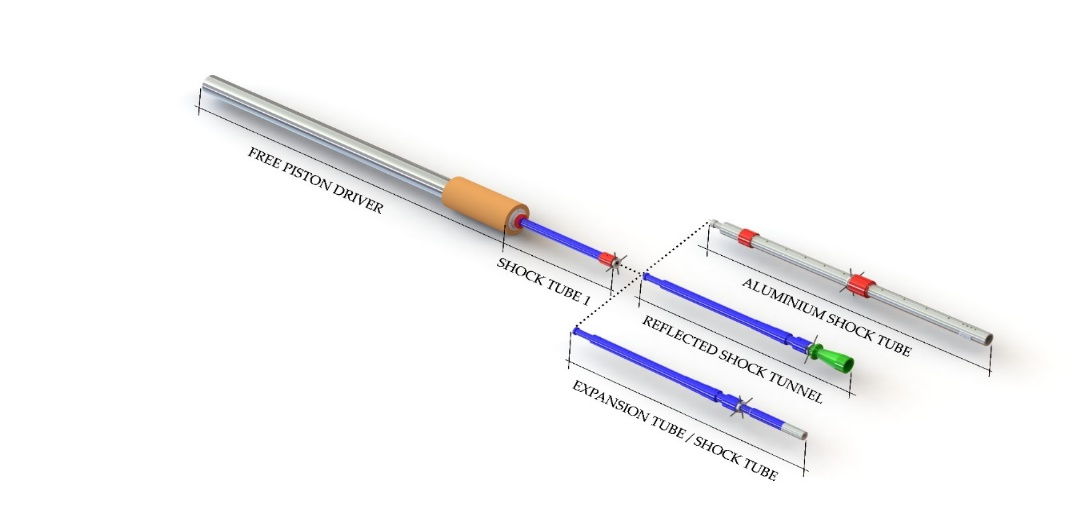 FREE PISTON DRIVER
SHOCK TUBE 1
ALUMINIUM SHOCK TUBE
REFLECTED SHOCK TUNNEL
EXPANSION TUBE / SHOCK TUBE